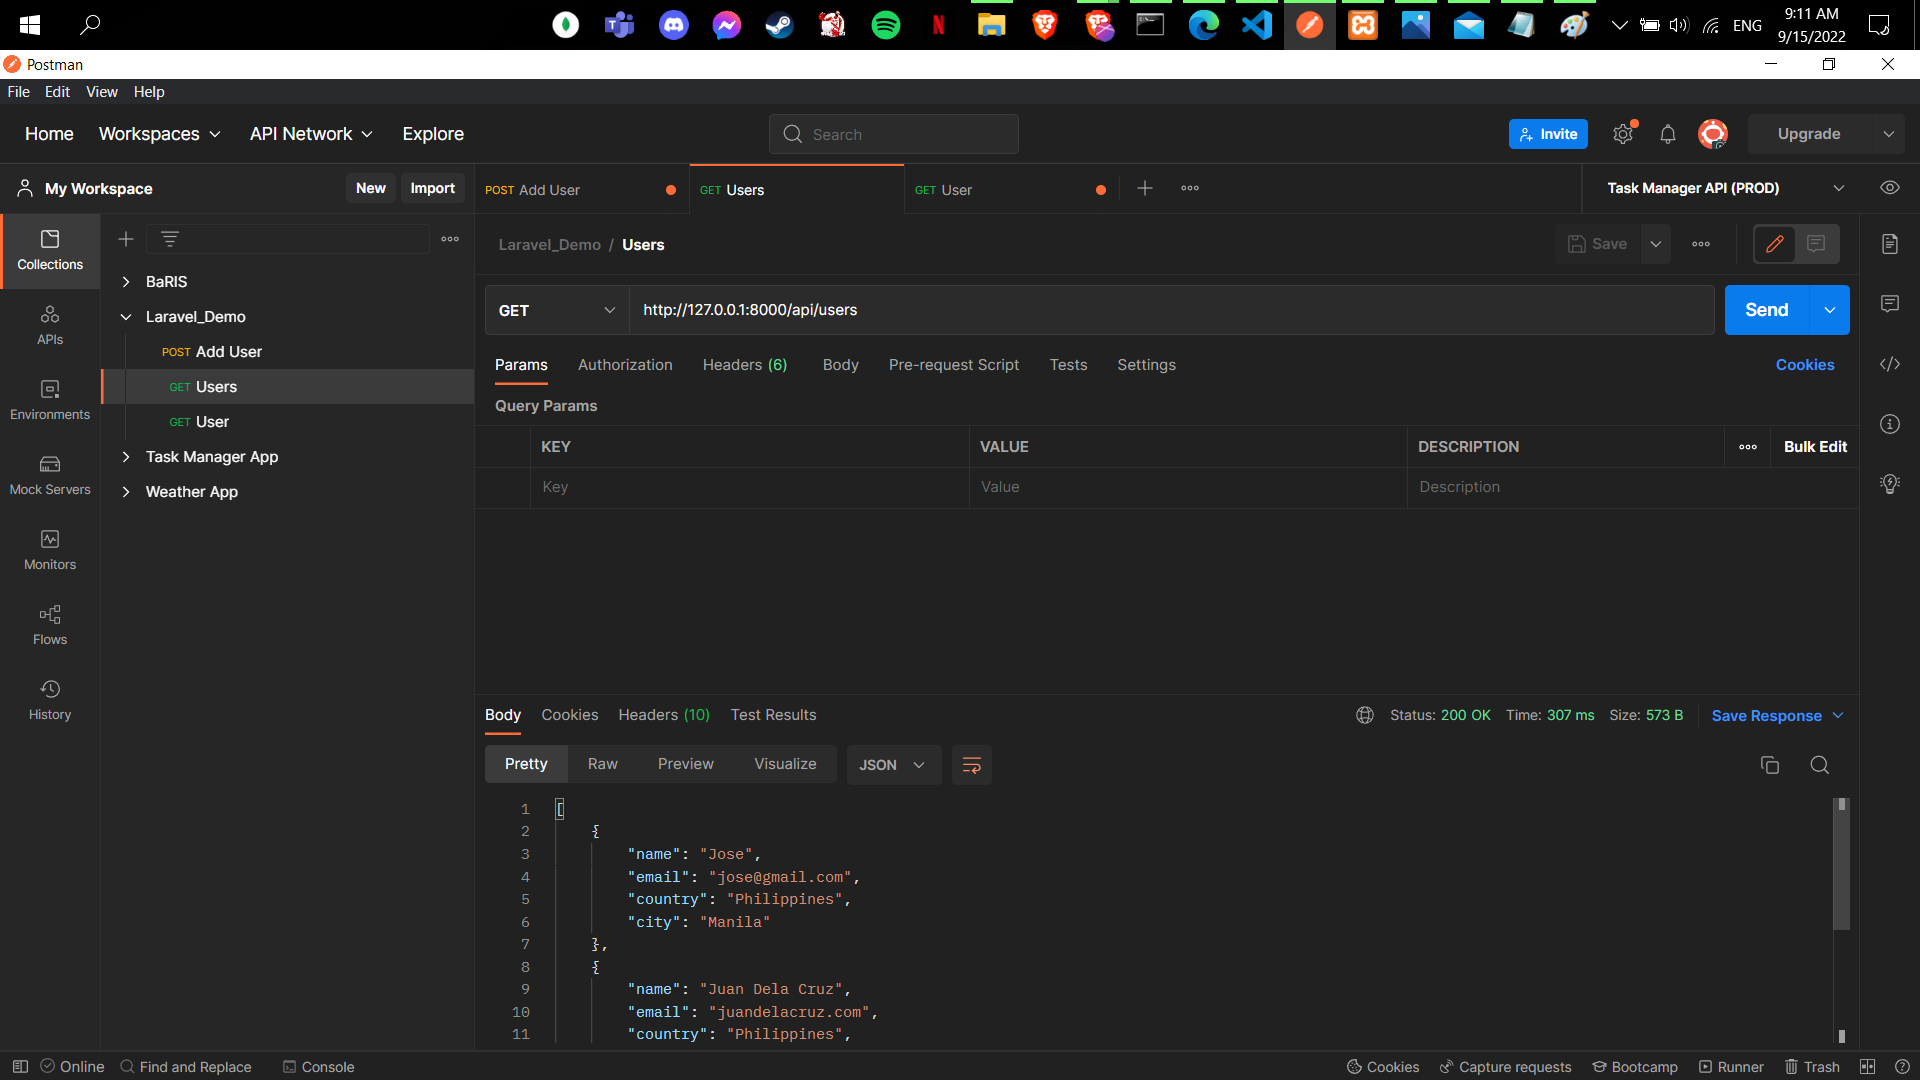 ENG
9:11 AM
9/15/2022
Postman
File Edit View Help
Home Workspaces API Network Explore
Search
Invite
Upgrade
My Workspace
New Import
POST Add User
GET Users
GET User
Task Manager API (PROD)
Collections
APIs
Environments
Mock Servers
Monitors
Flows
History
BaRIS
Laravel_Demo
POST Add User
GET Users
GET User
Task Manager App
Weather App
Laravel_Demo / Users
Save
GET
http://127.0.0.1:8000/api/users
Send
Params Authorization Headers (6) Body Pre-request Script Tests Settings
Cookies
Query Params
KEY VALUE DESCRIPTION
Bulk Edit
Key Value Description
Body Cookies Headers (10) Test Results
Status: 200 OK Time: 307 ms Size: 573 B
Save Response
Pretty Raw Preview Visualize
JSON
1 [
2 {
3 "name": "Jose",
4 "email": "jose@gmail.com",
5 "country": "Philippines",
6 "city": "Manila"
7 },
8 {
9 "name": "Juan Dela Cruz",
10 "email": "juandelacruz.com",
11 "country": "Philippines",
Online Find and Replace Console
Cookies Capture requests Bootcamp Runner Trash